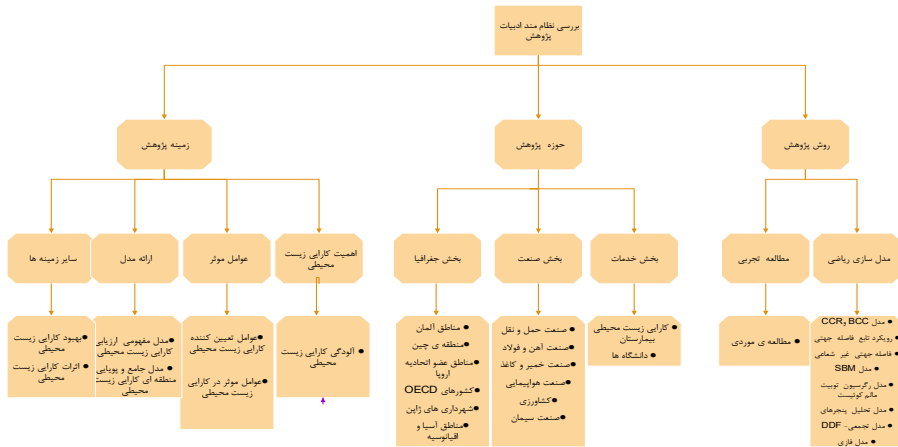 بررسی نظام مند ادبیات
پژوهش
روش پژوهش
حوزه پژوهش
زمینه پژوهش
مدل سازی ریاضی
مطالعه تجربی
بخش خدمات
بخش صنعت
بخش جغرافیا
اهمیت کارایی زیست
محیطی
عوامل موثر
ارائه مدل
سایر زمینه ها
● مدل CCR, BCC
● رویکرد تابع فاصله جهتی
● فاصله جهتی غیر شعاعی
● مدل SBM
● مدل رگرسیون توبیت
مالم کوئیست
● مدل تحلیل پنجرهای
● مدل تجمعی- DDF
● مدل فازی
● مطالعه ی موردی
● کارایی زیست محیطی
بیمارستان
● دانشگاه ها
● صنعت حمل و نقل
● صنعت آهن و فولاد
● صنعت خمیر و کاغذ
● صنعت هواپیمایی
● کشاورزی
● صنعت سیمان
● مناطق آلمان
● منطقه ی چین
● مناطق عضو اتحادیه
اروپا
● کشورهای OECD
● شهرداری های ژاپن
● مناطق آسیا و
اقیانوسیه
● آلودگی کارایی زیست
محیطی
● عوامل تعیین کننده
کارایی زیست محیطی
● عوامل موثر در کارایی
زیست محیطی
● مدل مفهومی ارزیابی
کارایی زیست محیطی
● مدل جامع و پویایی
منطقه ای کارایی زیست
محیطی
● بهبود کارایی زیست
محیطی
● اثرات کارایی زیست
محیطی